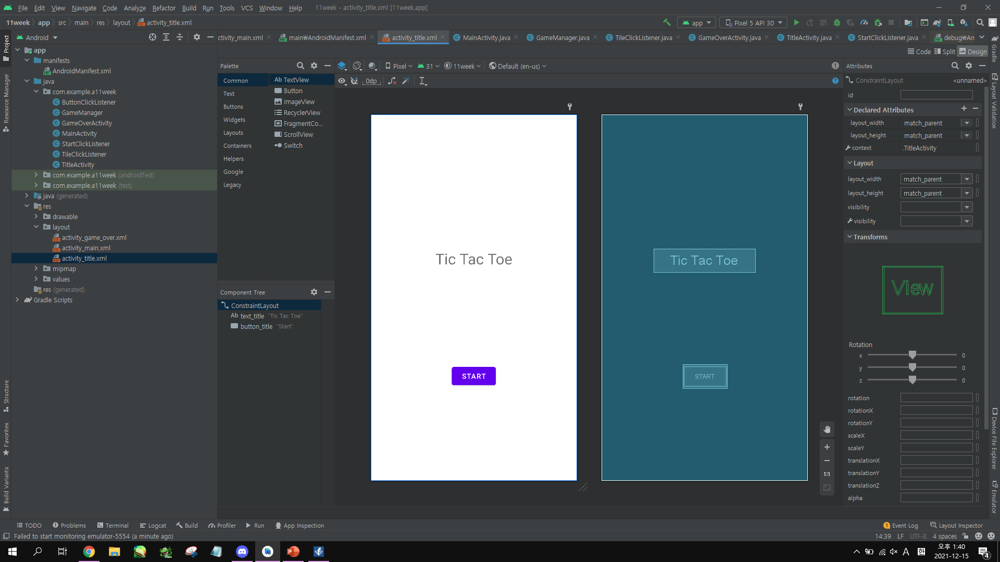 File Edit View Navigate Code Analyze Refactor Build Run Tools VCS Window Help 11week - activity_title.xml [11week.app]
11week app src main res layout activity_title.xml
app Pixel 5 API 30
Android
ctivity_main.xml main₩AndroidManifest.xml activity_title.xml MainActivity.java GameManager.java TileClickListener.java GameOverActivity.java TitleActivity.java StartClickListener.java debug₩An
Code Split Design
Project
Resource Manager
Structure
Favorites
Build Variants
app
manifests
AndroidManifest.xml
java
com.example.a11week
ButtonClickListener
GameManager
GameOverActivity
MainActivity
StartClickListener
TileClickListener
TitleActivity
com.example.a11week (androidTest)
com.example.a11week (test)
java (generated)
res
drawable
layout
activity_game_over.xml
activity_main.xml
activity_title.xml
mipmap
values
res (generated)
Gradle Scripts
Palette
Common
Text
Buttons
Widgets
Layouts
Containers
Helpers
Google
Legacy
Ab TextView
Button
ImageView
RecyclerView
FragmentCo...
ScrollView
Switch
Component Tree
ConstraintLayout
Ab text_title "Tic Tac Toe"
button_title "Start"
Pixel 31 11week Default (en-us)
0dp
Tic Tac Toe
START
Tic Tac Toe
START
1:1
Attributes
ConstraintLayout <unnamed>
id
Declared Attributes
layout_width match_parent
layout_height match_parent
context .TitleActivity
Layout
layout_width match_parent
layout_height match_parent
visibility
visibility
Transforms
View
Rotation
x 0
y 0
z 0
rotation
rotationX
rotationY
scaleX
scaleY
translationX
translationY
translationZ
alpha
Gradle
Layout Validation
Device File Explorer
Emulator
TODO Problems Terminal Logcat Build Profiler Run App Inspection 1 Event Log Layout Inspector
Failed to start monitoring emulator-5554 (a minute ago) 14:39 LF UTF-8 4 spaces
A 한 오후 1:40
2021-12-15
4